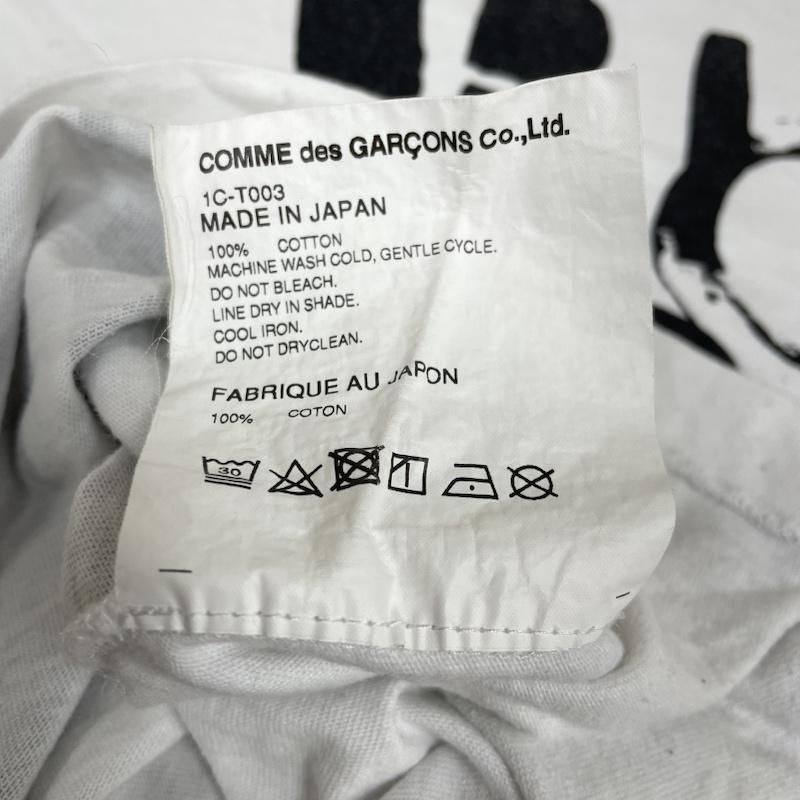 COMME des GARÇONS Co.,Ltd.
1C-T003
MADE IN JAPAN
100% COTTON
MACHINE WASH COLD, GENTLE CYCLE.
DO NOT BLEACH.
LINE DRY IN SHADE.
COOL IRON.
DO NOT DRYCLEAN.
FABRIQUE AU JAPON
100% COTON
30